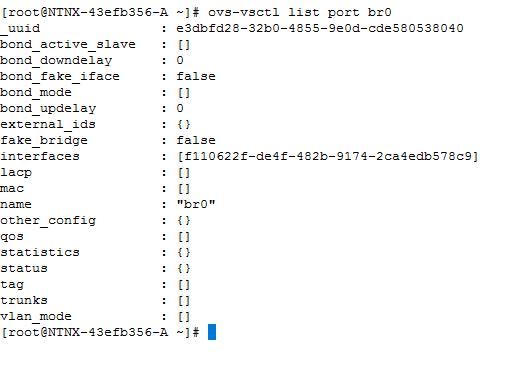 [root@NTNX-43efb356-A ~]# ovs-vsctl list port br0
_uuid               : e3dbfd28-32b0-4855-9e0d-cde580538040
bond_active_slave   : []
bond_downdelay      : 0
bond_fake_iface     : false
bond_mode           : []
bond_updelay        : 0
external_ids        : {}
fake_bridge         : false
interfaces          : [f110622f-de4f-482b-9174-2ca4edb578c9]
lacp                : []
mac                 : []
name                : "br0"
other_config        : {}
qos                 : []
statistics          : {}
status              : {}
tag                 : []
trunks              : []
vlan_mode           : []
[root@NTNX-43efb356-A ~]#